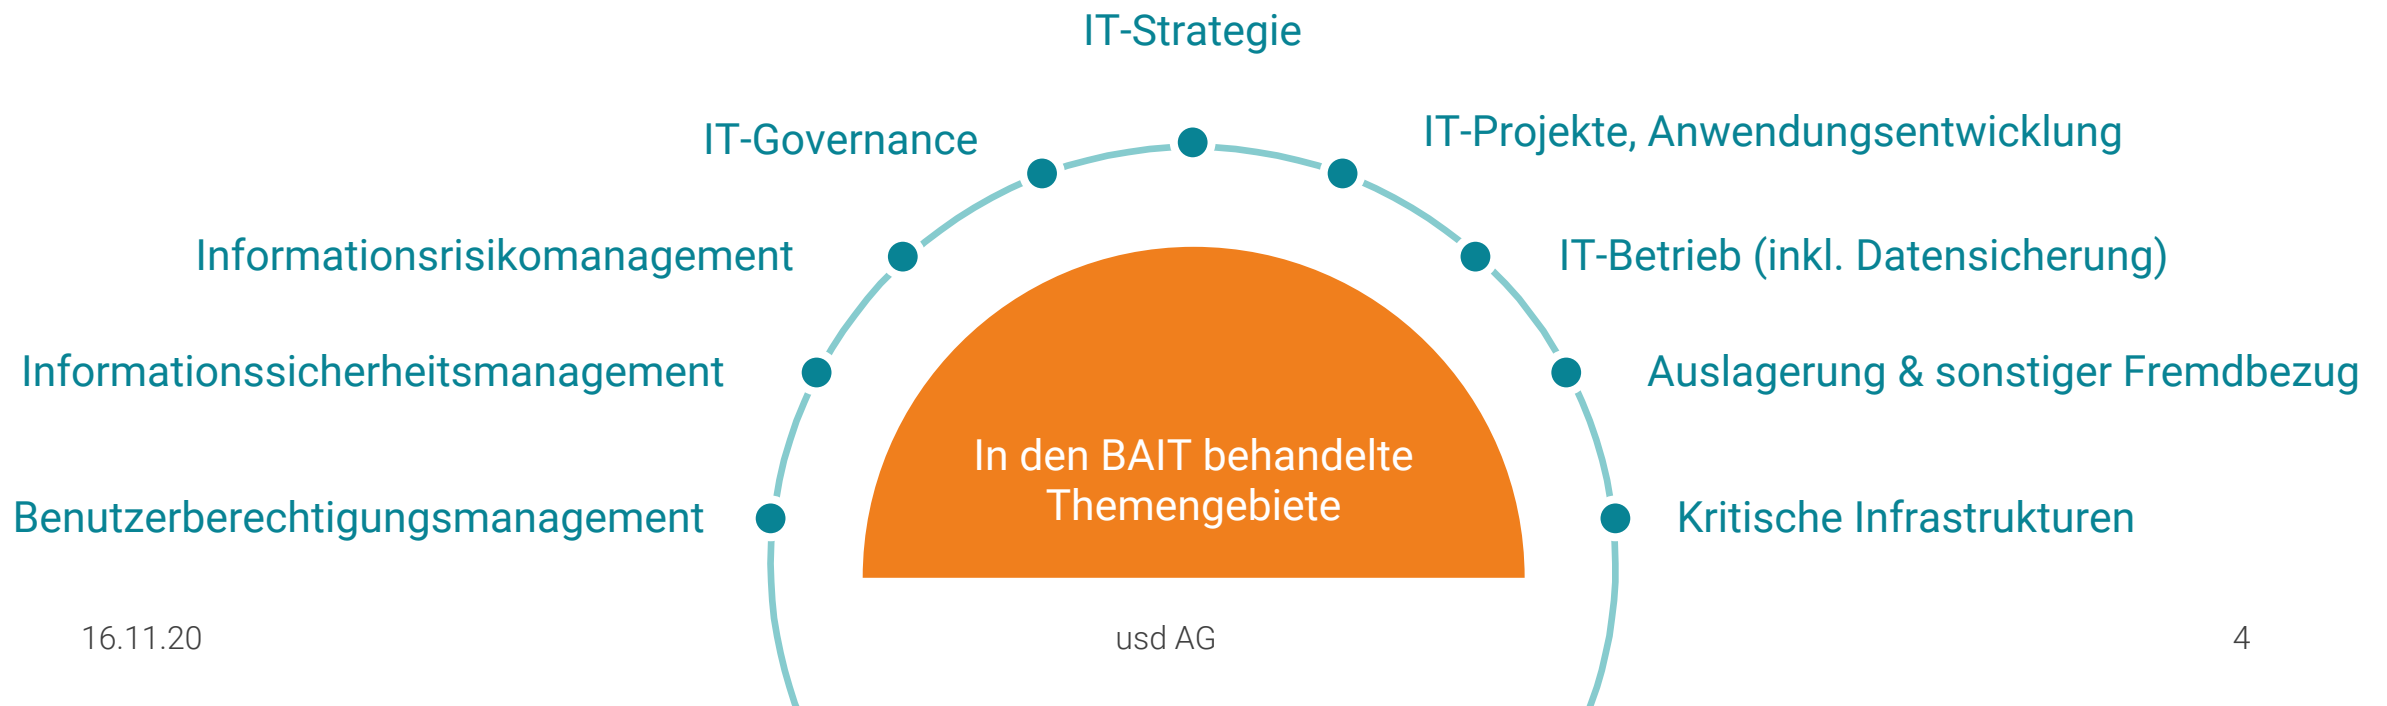 IT-Strategie
IT-Governance
IT-Projekte, Anwendungsentwicklung
Informationsrisikomanagement
IT-Betrieb (inkl. Datensicherung)
Informationssicherheitsmanagement
Auslagerung & sonstiger Fremdbezug
In den BAIT behandelte
Themengebiete
Benutzerberechtigungsmanagement
Kritische Infrastrukturen
16.11.20
usd AG
4